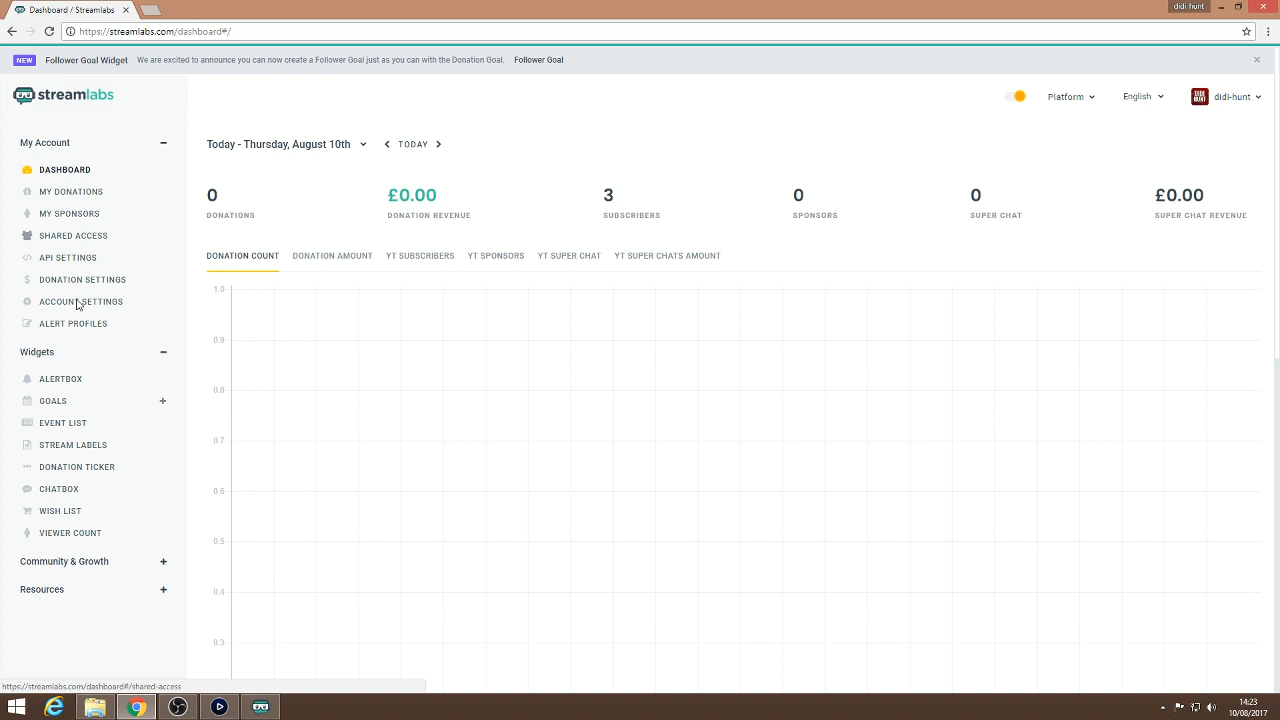 Dashboard / Streamlabs
didi hunt
https://streamlabs.com/dashboard#/
NEW Follower Goal Widget We are excited to announce you can now create a Follower Goal just as you can with the Donation Goal. Follower Goal
streamlabs
Platform English DIDI HUNT didi-hunt
My Account
DASHBOARD
MY DONATIONS
MY SPONSORS
SHARED ACCESS
API SETTINGS
DONATION SETTINGS
ACCOUNT SETTINGS
ALERT PROFILES
Widgets
ALERTBOX
GOALS
EVENT LIST
STREAM LABELS
DONATION TICKER
CHATBOX
WISH LIST
VIEWER COUNT
Community & Growth
Resources
Today - Thursday, August 10th TODAY
0 £0.00 3 0 0 £0.00
DONATIONS DONATION REVENUE SUBSCRIBERS SPONSORS SUPER CHAT SUPER CHAT REVENUE
DONATION COUNT DONATION AMOUNT YT SUBSCRIBERS YT SPONSORS YT SUPER CHAT YT SUPER CHATS AMOUNT
1.0
0.9
0.8
0.7
0.6
0.5
0.4
0.3
https://streamlabs.com/dashboard#/shared-access
14:23
10/08/2017